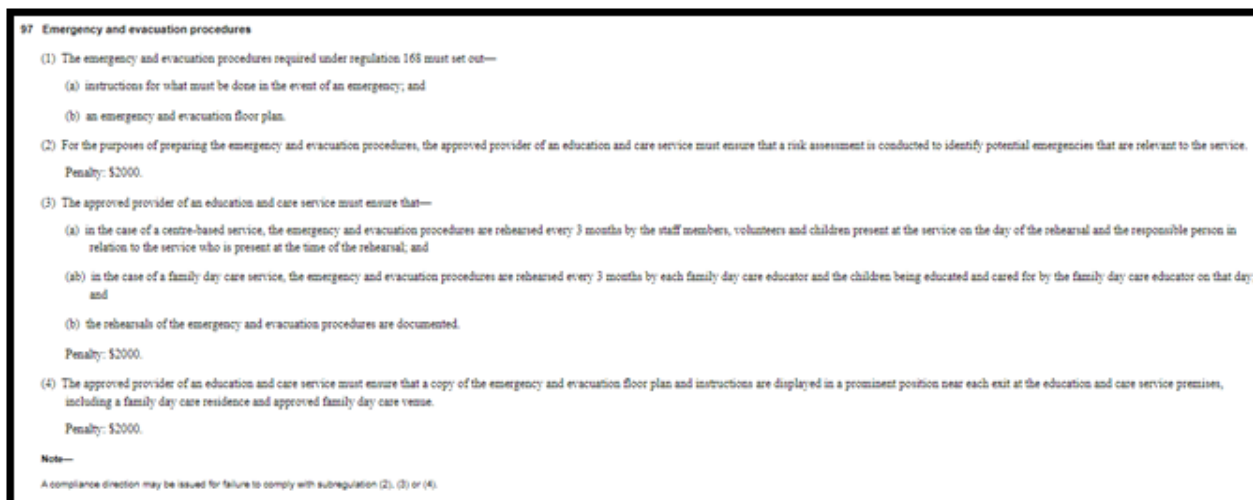 97 Emergency and evacuation procedures
(1) The emergency and evacuation procedures required under regulation 168 must set out—
(a) instructions for what must be done in the event of an emergency; and
(b) an emergency and evacuation floor plan.
(2) For the purposes of preparing the emergency and evacuation procedures, the approved provider of an education and care service must ensure that a risk assessment is conducted to identify potential emergencies that are relevant to the service.
Penalty: $2000.
(3) The approved provider of an education and care service must ensure that—
(a) in the case of a centre-based service, the emergency and evacuation procedures are rehearsed every 3 months by the staff members, volunteers and children present at the service on the day of the rehearsal and the responsible person in
relation to the service who is present at the time of the rehearsal; and
(ab) in the case of a family day care service, the emergency and evacuation procedures are rehearsed every 3 months by each family day care educator and the children being educated and cared for by the family day care educator on that day;
and
(b) the rehearsals of the emergency and evacuation procedures are documented.
Penalty: $2000.
(4) The approved provider of an education and care service must ensure that a copy of the emergency and evacuation floor plan and instructions are displayed in a prominent position near each exit at the education and care service premises,
including a family day care residence and approved family day care venue.
Penalty: $2000.
Note—
A compliance direction may be issued for failure to comply with subregulation (2), (3) or (4).